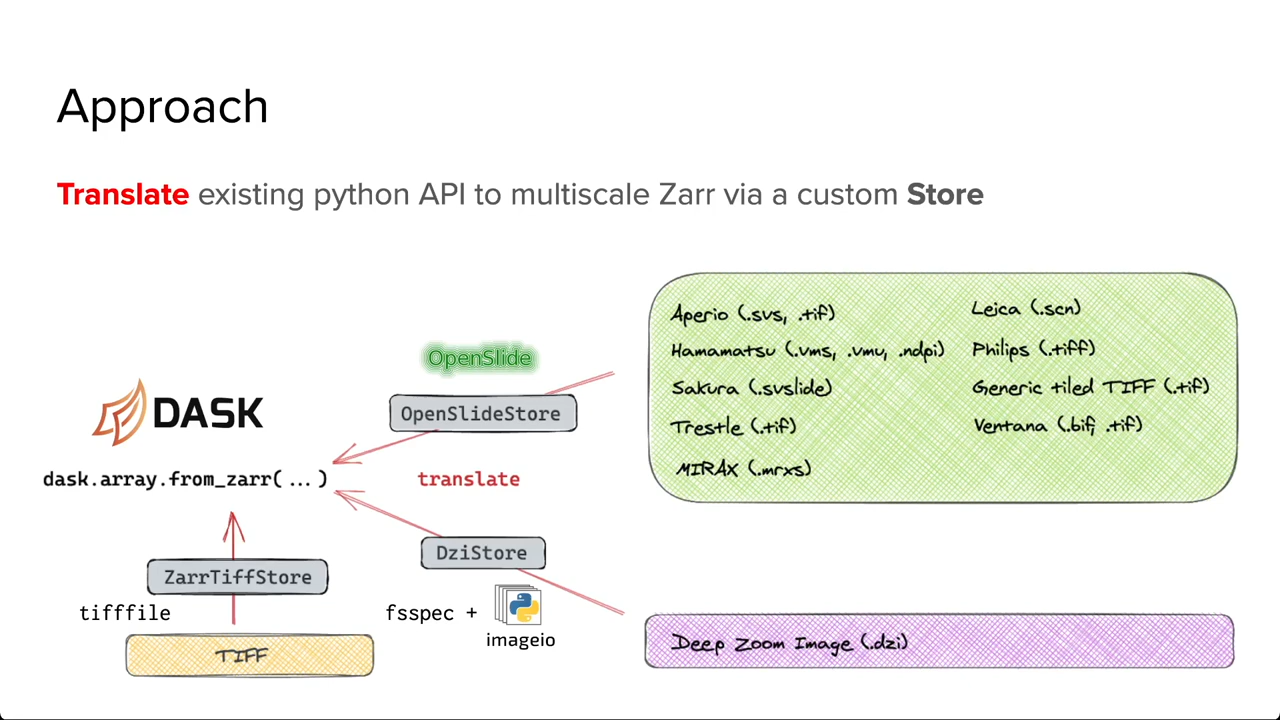 Approach
Translate existing python API to multiscale Zarr via a custom Store
OpenSlide
OpenSlideStore
DASK
dask.array.from_zarr(...)
translate
DziStore
ZarrTiffStore
tifffile
fsspec +
imageio
TIFF
Aperio (.svs, .tif)
Hamamatsu (.vms, .vmu, .ndpi)
Sakura (.svslide)
Trestle (.tif)
MIRAX (.mrxs)
Leica (.scn)
Philips (.tiff)
Generic tiled TIFF (.tif)
Ventana (.bif, .tif)
Deep Zoom Image (.dzi)